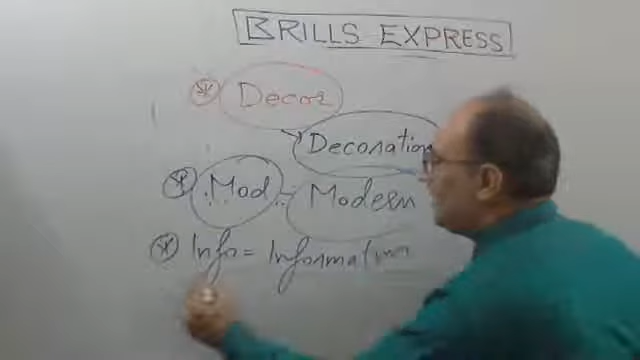 BRILLS EXPRESS
Decor
Decoration
Mod - Modern
Info = Information